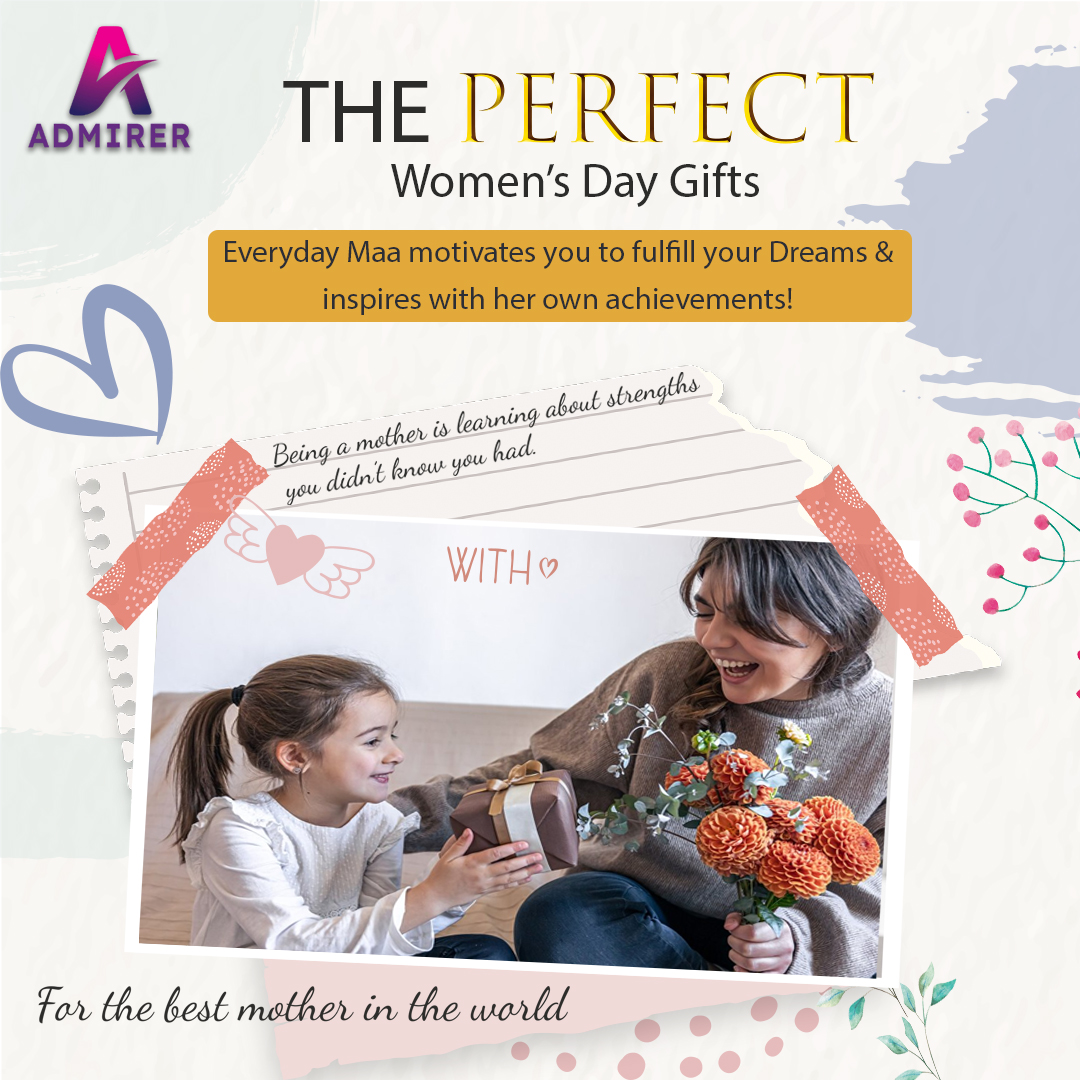 ADMIRER
THE PERFECT
Women's Day Gifts
Everyday Maa motivates you to fulfill your Dreams &
inspires with her own achievements!
Being a mother is learning about strengths
you didn't know you had.
WITH
For the best mother in the world